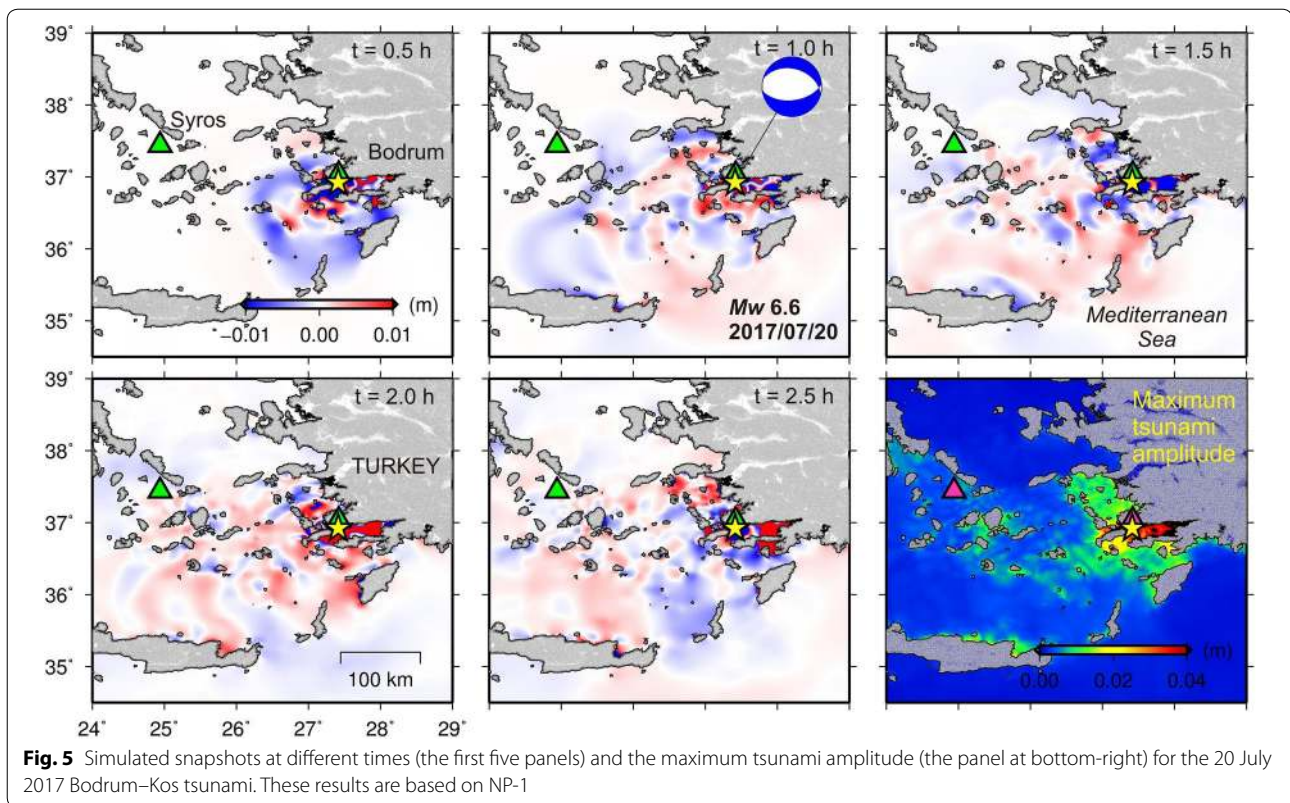 39°
38°
37°
36°
35°
t = 0.5 h
Syros
Bodrum
(m)
−0.01 0.00 0.01
t = 1.0 h
Mw 6.6
2017/07/20
t = 1.5 h
Mediterranean
Sea
39°
38°
37°
36°
35°
t = 2.0 h
TURKEY
100 km
24° 25° 26° 27° 28° 29°
t = 2.5 h
Maximum
tsunami
amplitude
(m)
0.00 0.02 0.04
Fig. 5 Simulated snapshots at different times (the first five panels) and the maximum tsunami amplitude (the panel at bottom-right) for the 20 July
2017 Bodrum–Kos tsunami. These results are based on NP-1